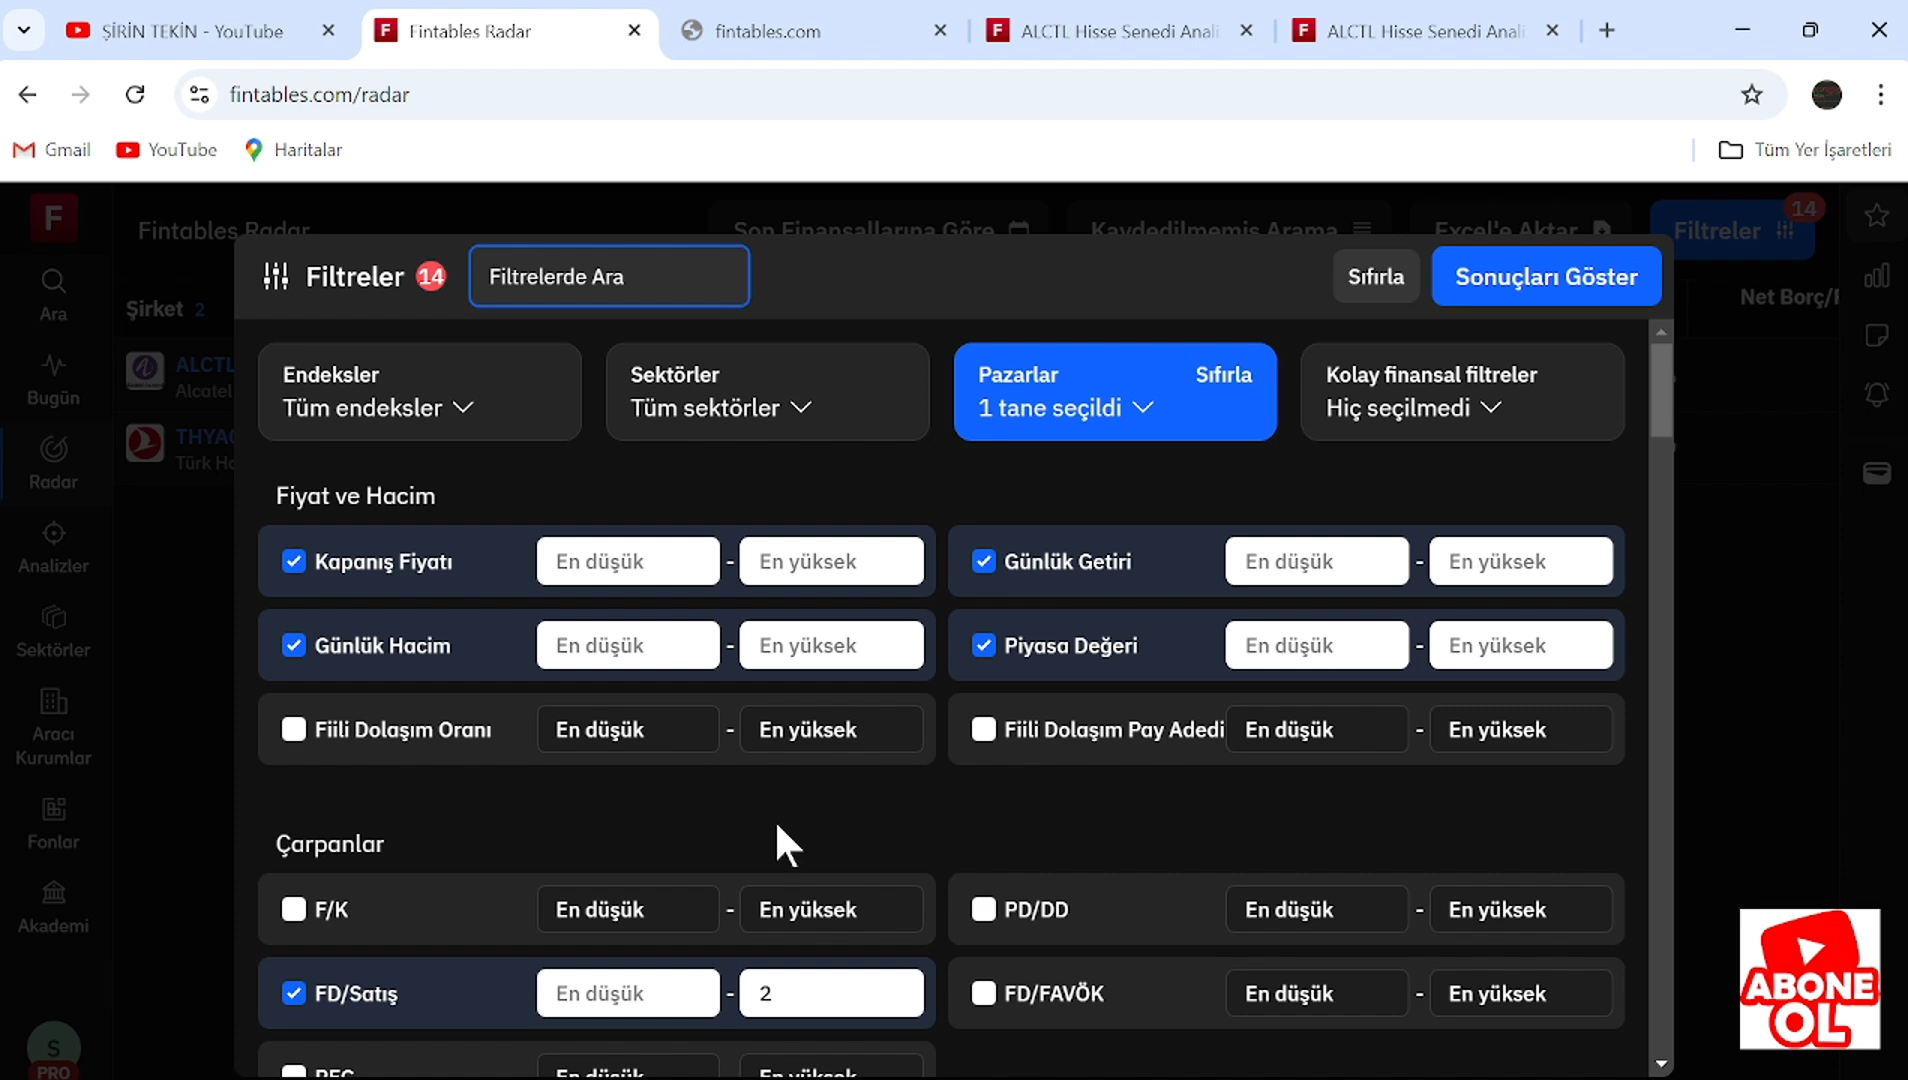 ŞİRİN TEKİN - YouTube
Fintables Radar
fintables.com
ALCTL Hisse Senedi Anali
ALCTL Hisse Senedi Anali
fintables.com/radar
Gmail
YouTube
Haritalar
Tüm Yer İşaretleri
F
Fintables Radar
Son Finansallarına Göre
Kaydedilmemiş Arama
Excel'e Aktar
Filtreler
14
Filtreler 14
Filtrelerde Ara
Sıfırla
Sonuçları Göster
Ara
Bugün
Radar
Analizler
Sektörler
Aracı
Kurumlar
Fonlar
Akademi
S
PRO
Şirket 2
ALCTL
Alcatel
THYAO
Türk Ha
Net Borç/F
Endeksler
Tüm endeksler
Sektörler
Tüm sektörler
Pazarlar Sıfırla
1 tane seçildi
Kolay finansal filtreler
Hiç seçilmedi
Fiyat ve Hacim
Kapanış Fiyatı En düşük - En yüksek
Günlük Getiri En düşük - En yüksek
Günlük Hacim En düşük - En yüksek
Piyasa Değeri En düşük - En yüksek
Fiili Dolaşım Oranı En düşük - En yüksek
Fiili Dolaşım Pay Adedi En düşük - En yüksek
Çarpanlar
F/K En düşük - En yüksek
PD/DD En düşük - En yüksek
FD/Satış En düşük - 2
FD/FAVÖK En düşük - En yüksek
PEG En düşük En yüksek
ABONE
OL